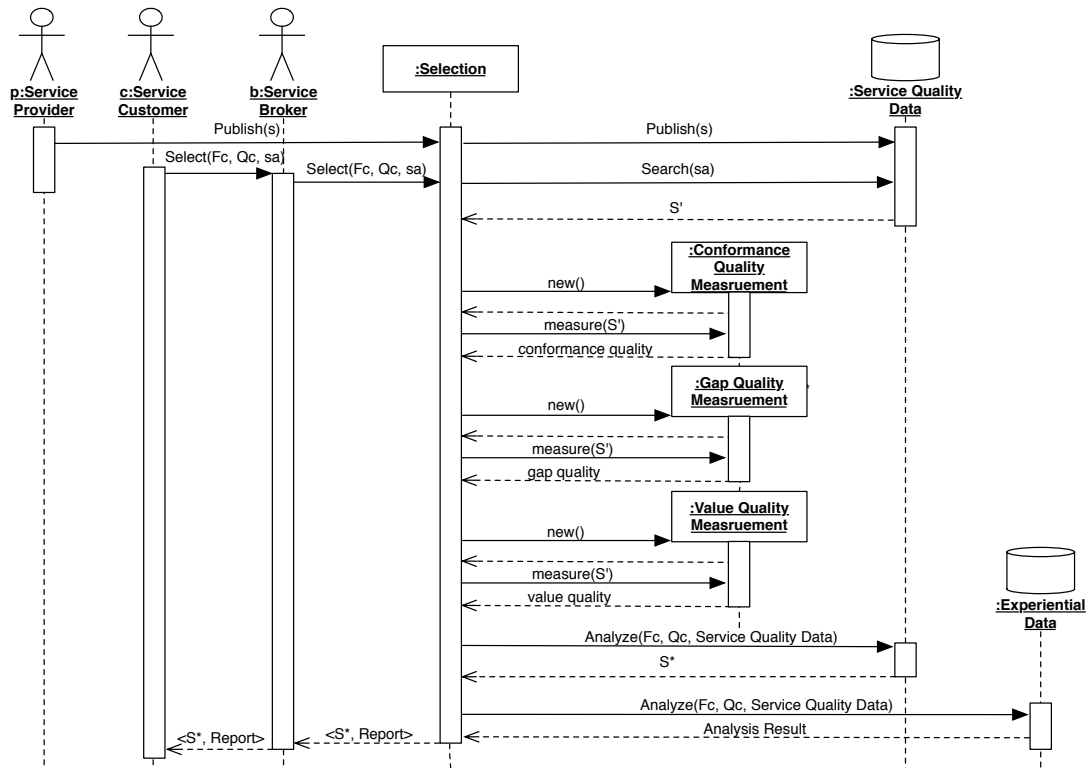 p:Service
Provider
c:Service
Customer
b:Service
Broker
:Selection
:Service Quality
Data
Publish(s)
Publish(s)
Select(Fc, Qc, sa)
Select(Fc, Qc, sa)
Search(sa)
S'
:Conformance
Quality
Measruement
new()
measure(S')
conformance quality
:Gap Quality
Measruement
new()
measure(S')
gap quality
:Value Quality
Measruement
new()
measure(S')
value quality
:Experiential
Data
Analyze(Fc, Qc, Service Quality Data)
S*
Analyze(Fc, Qc, Service Quality Data)
Analysis Result
<S*, Report>
<S*, Report>